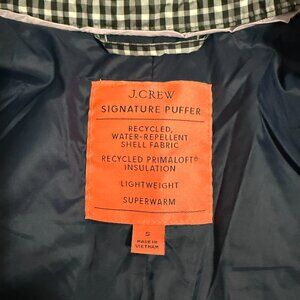 J.CREW
SIGNATURE PUFFER
RECYCLED,
WATER-REPELLENT
SHELL FABRIC
RECYCLED PRIMALOFT®
INSULATION
LIGHTWEIGHT
SUPERWARM
S
MADE IN
VIETNAM